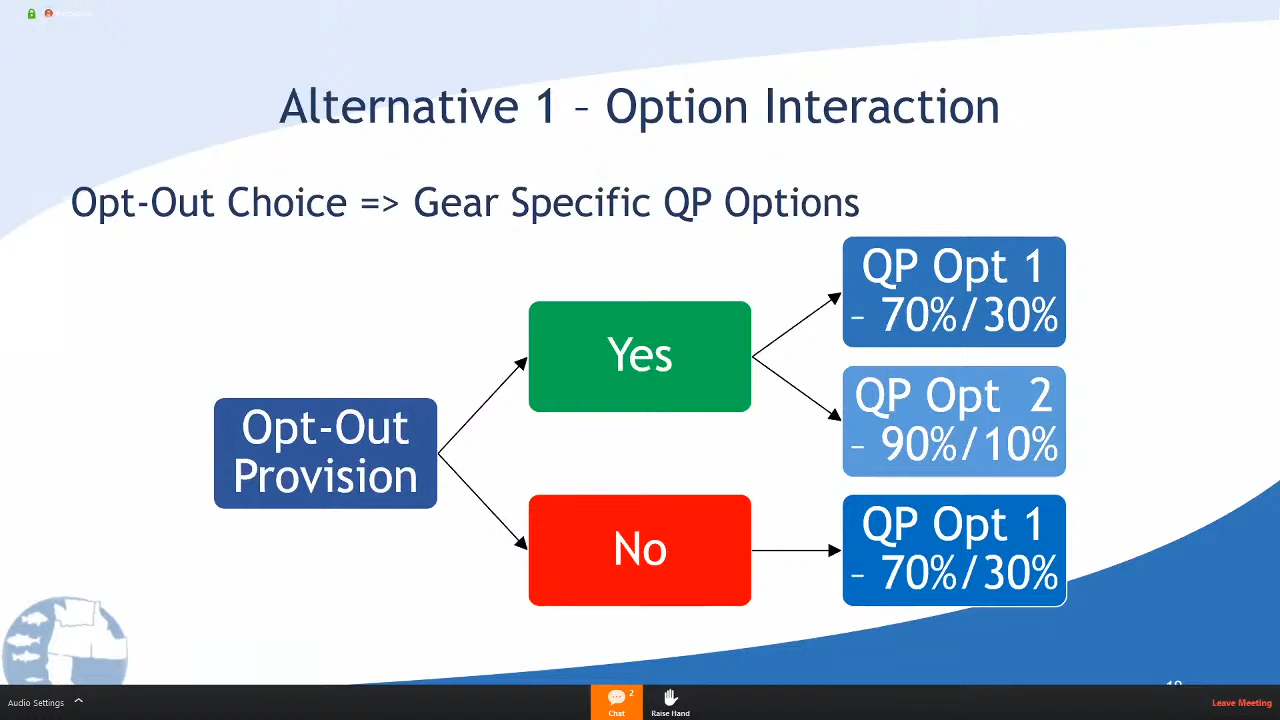 Alternative 1 – Option Interaction
Opt-Out Choice => Gear Specific QP Options
Opt-Out
Provision
Yes
No
QP Opt 1
– 70%/30%
QP Opt 2
– 90%/10%
QP Opt 1
– 70%/30%
Audio Settings
2
Chat
Raise Hand
Leave Meeting